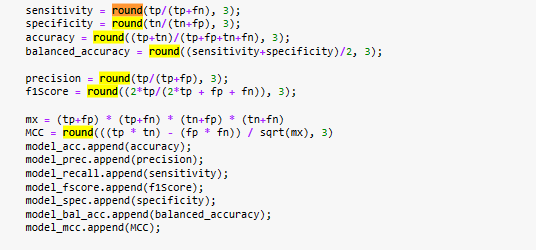 sensitivity = round(tp/(tp+fn), 3);
specificity = round(tn/(tn+fp), 3);
accuracy = round((tp+tn)/(tp+fp+tn+fn), 3);
balanced_accuracy = round((sensitivity+specificity)/2, 3);
precision = round(tp/(tp+fp), 3);
f1Score = round((2*tp/(2*tp + fp + fn)), 3);
mx = (tp+fp) * (tp+fn) * (tn+fp) * (tn+fn)
MCC = round(((tp * tn) - (fp * fn)) / sqrt(mx), 3)
model_acc.append(accuracy);
model_prec.append(precision);
model_recall.append(sensitivity);
model_fscore.append(f1Score);
model_spec.append(specificity);
model_bal_acc.append(balanced_accuracy);
model_mcc.append(MCC);